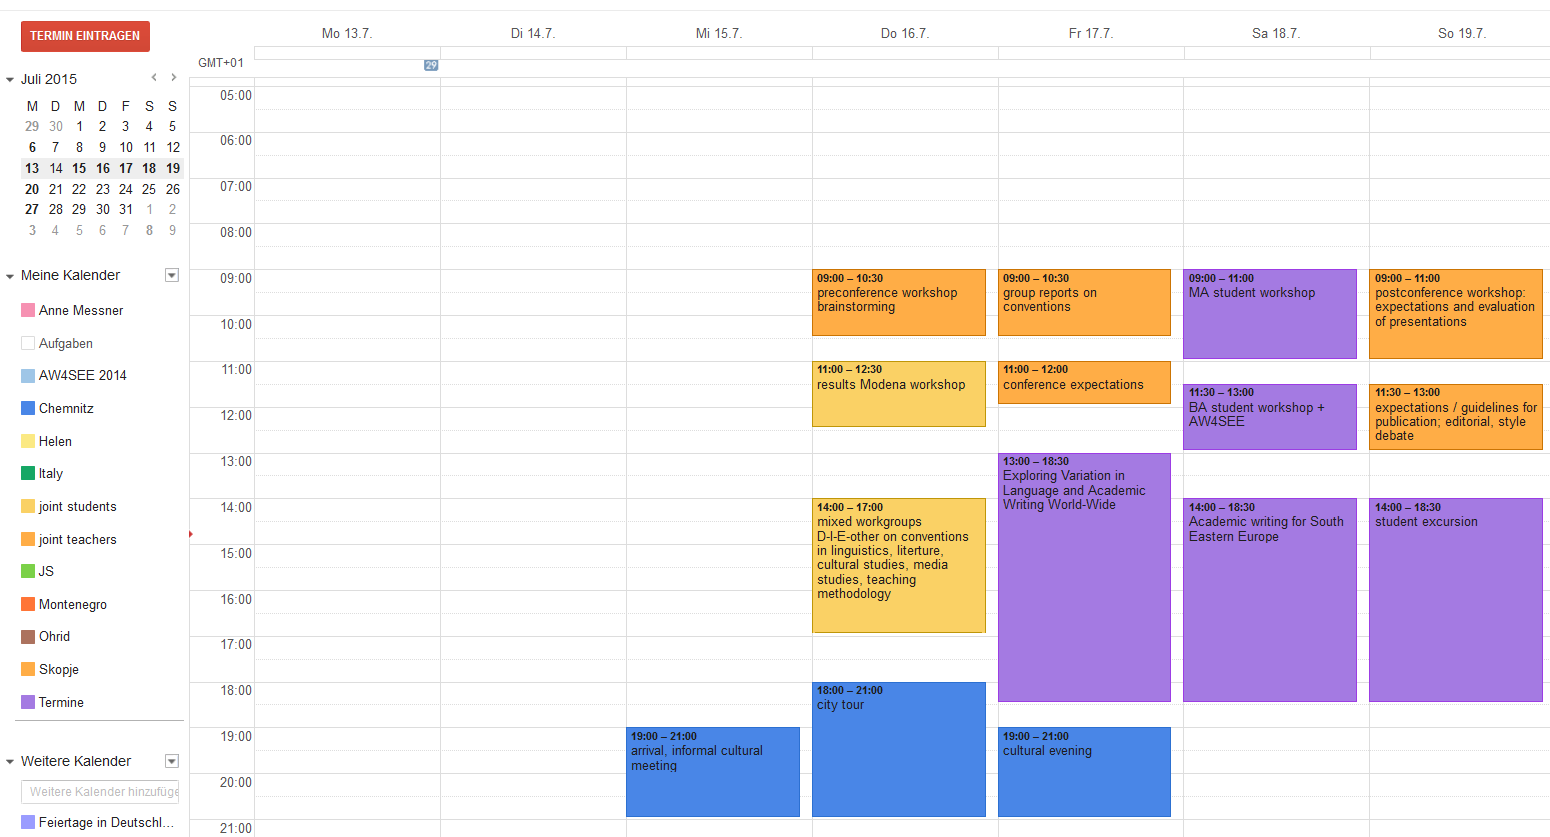 TERMIN EINTRAGEN
Juli 2015
M D M D F S S
29 30 1 2 3 4 5
6 7 8 9 10 11 12
13 14 15 16 17 18 19
20 21 22 23 24 25 26
27 28 29 30 31 1 2
3 4 5 6 7 8 9
Meine Kalender
Anne Messner
Aufgaben
AW4SEE 2014
Chemnitz
Helen
Italy
joint students
joint teachers
JS
Montenegro
Ohrid
Skopje
Termine
Weitere Kalender
Weitere Kalender hinzufüge
Feiertage in Deutschl...
Mo 13.7.
Di 14.7.
Mi 15.7.
Do 16.7.
Fr 17.7.
Sa 18.7.
So 19.7.
GMT+01
29
05:00
06:00
07:00
08:00
09:00
10:00
11:00
12:00
13:00
14:00
15:00
16:00
17:00
18:00
19:00
20:00
21:00
19:00 – 21:00
arrival, informal cultural
meeting
09:00 – 10:30
preconference workshop
brainstorming
11:00 – 12:30
results Modena workshop
14:00 – 17:00
mixed workgroups
D-I-E-other on conventions
in linguistics, literture,
cultural studies, media
studies, teaching
methodology
18:00 – 21:00
city tour
09:00 – 10:30
group reports on
conventions
11:00 – 12:00
conference expectations
13:00 – 18:30
Exploring Variation in
Language and Academic
Writing World-Wide
19:00 – 21:00
cultural evening
09:00 – 11:00
MA student workshop
11:30 – 13:00
BA student workshop +
AW4SEE
14:00 – 18:30
Academic writing for South
Eastern Europe
09:00 – 11:00
postconference workshop:
expectations and evaluation
of presentations
11:30 – 13:00
expectations / guidelines for
publication; editorial, style
debate
14:00 – 18:30
student excursion